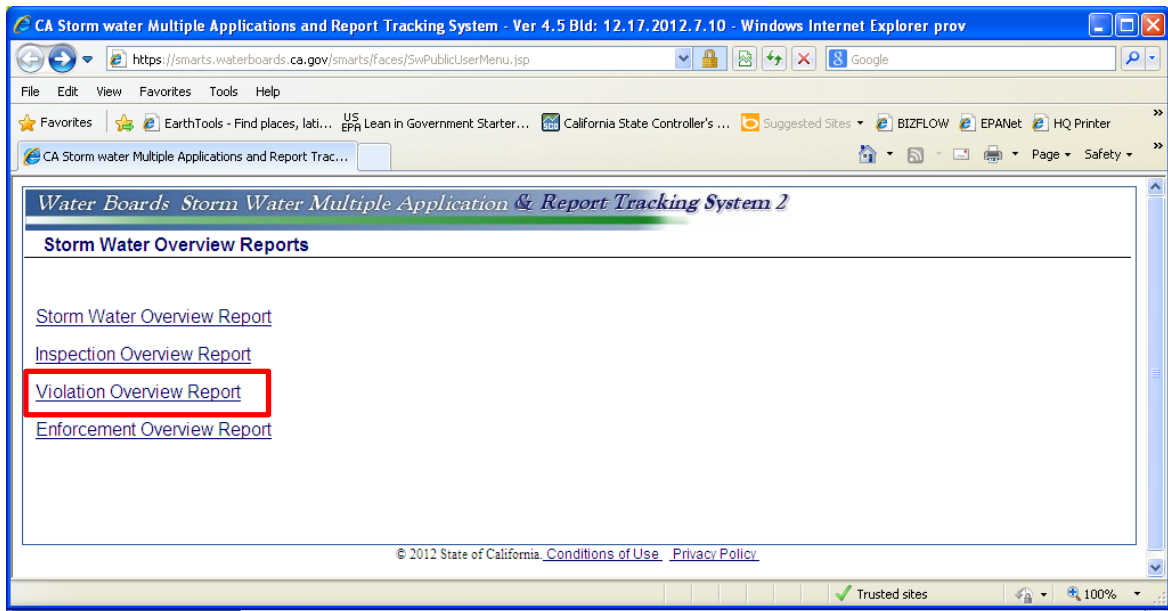 CA Storm water Multiple Applications and Report Tracking System - Ver 4.5 Bld: 12.17.2012.7.10 - Windows Internet Explorer prov
https://smarts.waterboards.ca.gov/smarts/faces/SwPublicUserMenu.jsp Google
File Edit View Favorites Tools Help
Favorites EarthTools - Find places, lati... US EPA Lean in Government Starter... California State Controller's ... Suggested Sites BIZFLOW EPANet HQ Printer »
CA Storm water Multiple Applications and Report Trac... Page Safety »
Water Boards Storm Water Multiple Application & Report Tracking System 2
Storm Water Overview Reports
Storm Water Overview Report
Inspection Overview Report
Violation Overview Report
Enforcement Overview Report
© 2012 State of California. Conditions of Use Privacy Policy
Trusted sites 100%